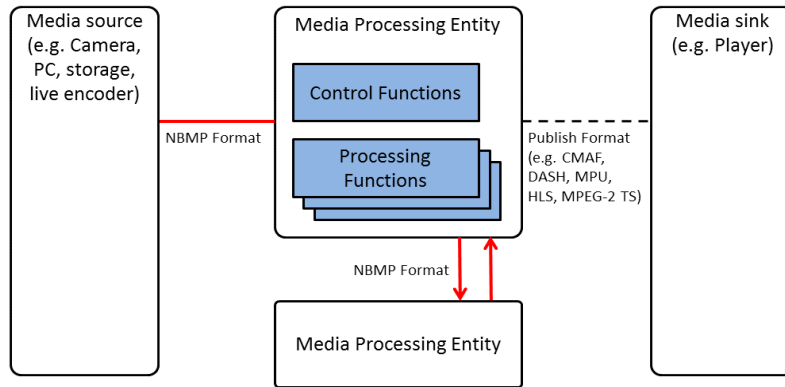 Media source
(e.g. Camera,
PC, storage,
live encoder)
NBMP Format
Media Processing Entity
Control Functions
Processing
Functions
NBMP Format
Media Processing Entity
Publish Format
(e.g. CMAF,
DASH, MPU,
HLS, MPEG-2 TS)
Media sink
(e.g. Player)